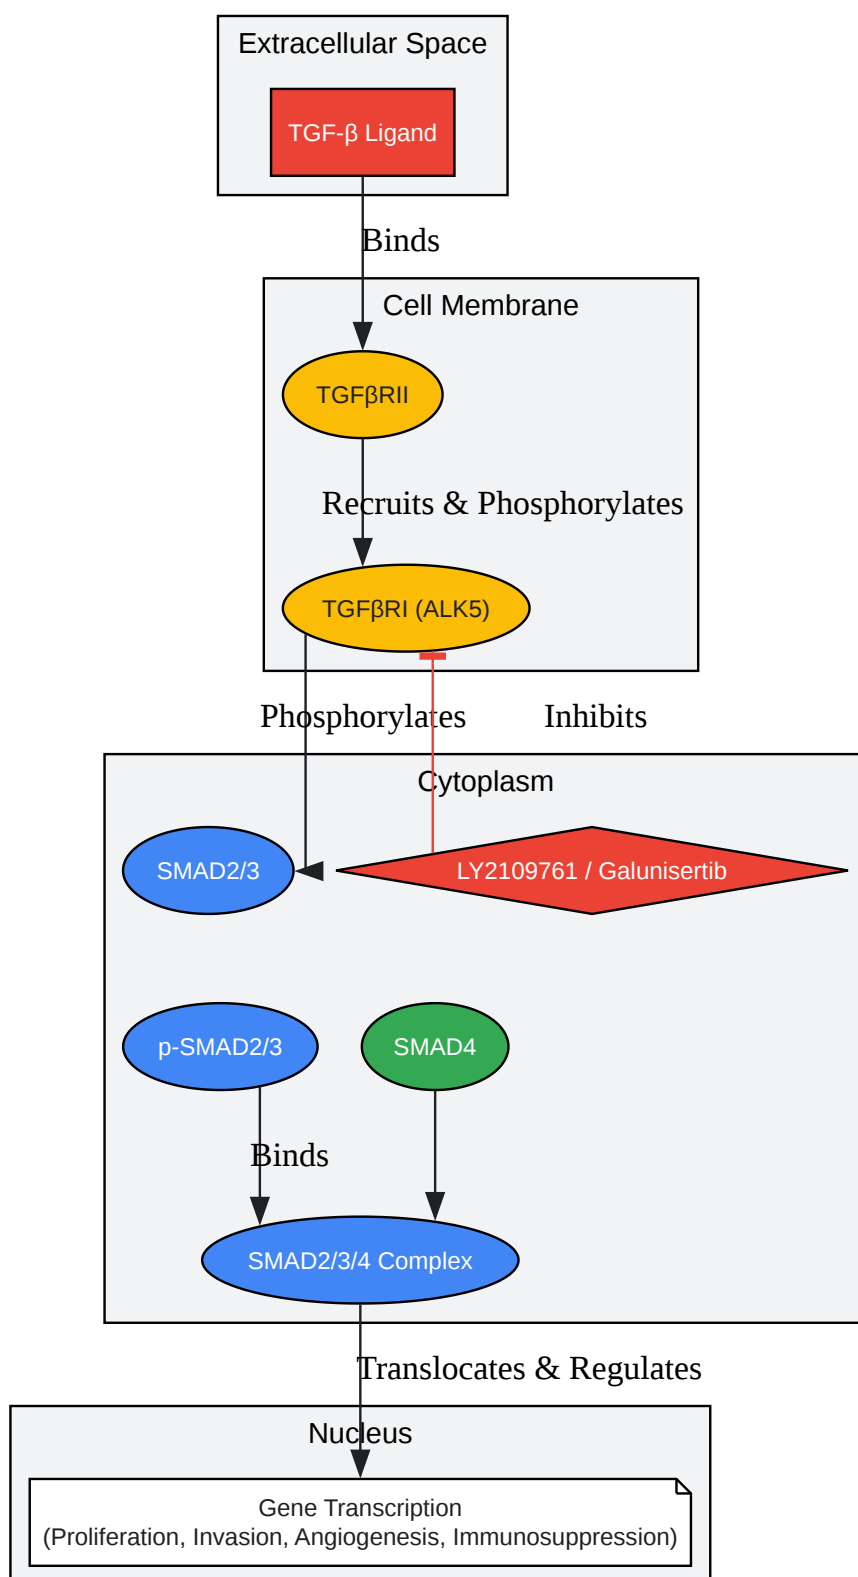 Extracellular Space
TGF-β Ligand
Binds
Cell Membrane
TGFβRII
Recruits & Phosphorylates
TGFβRI (ALK5)
Phosphorylates
Inhibits
Cytoplasm
SMAD2/3
LY2109761 / Galunisertib
p-SMAD2/3
SMAD4
Binds
SMAD2/3/4 Complex
Translocates & Regulates
Nucleus
Gene Transcription
(Proliferation, Invasion, Angiogenesis, Immunosuppression)